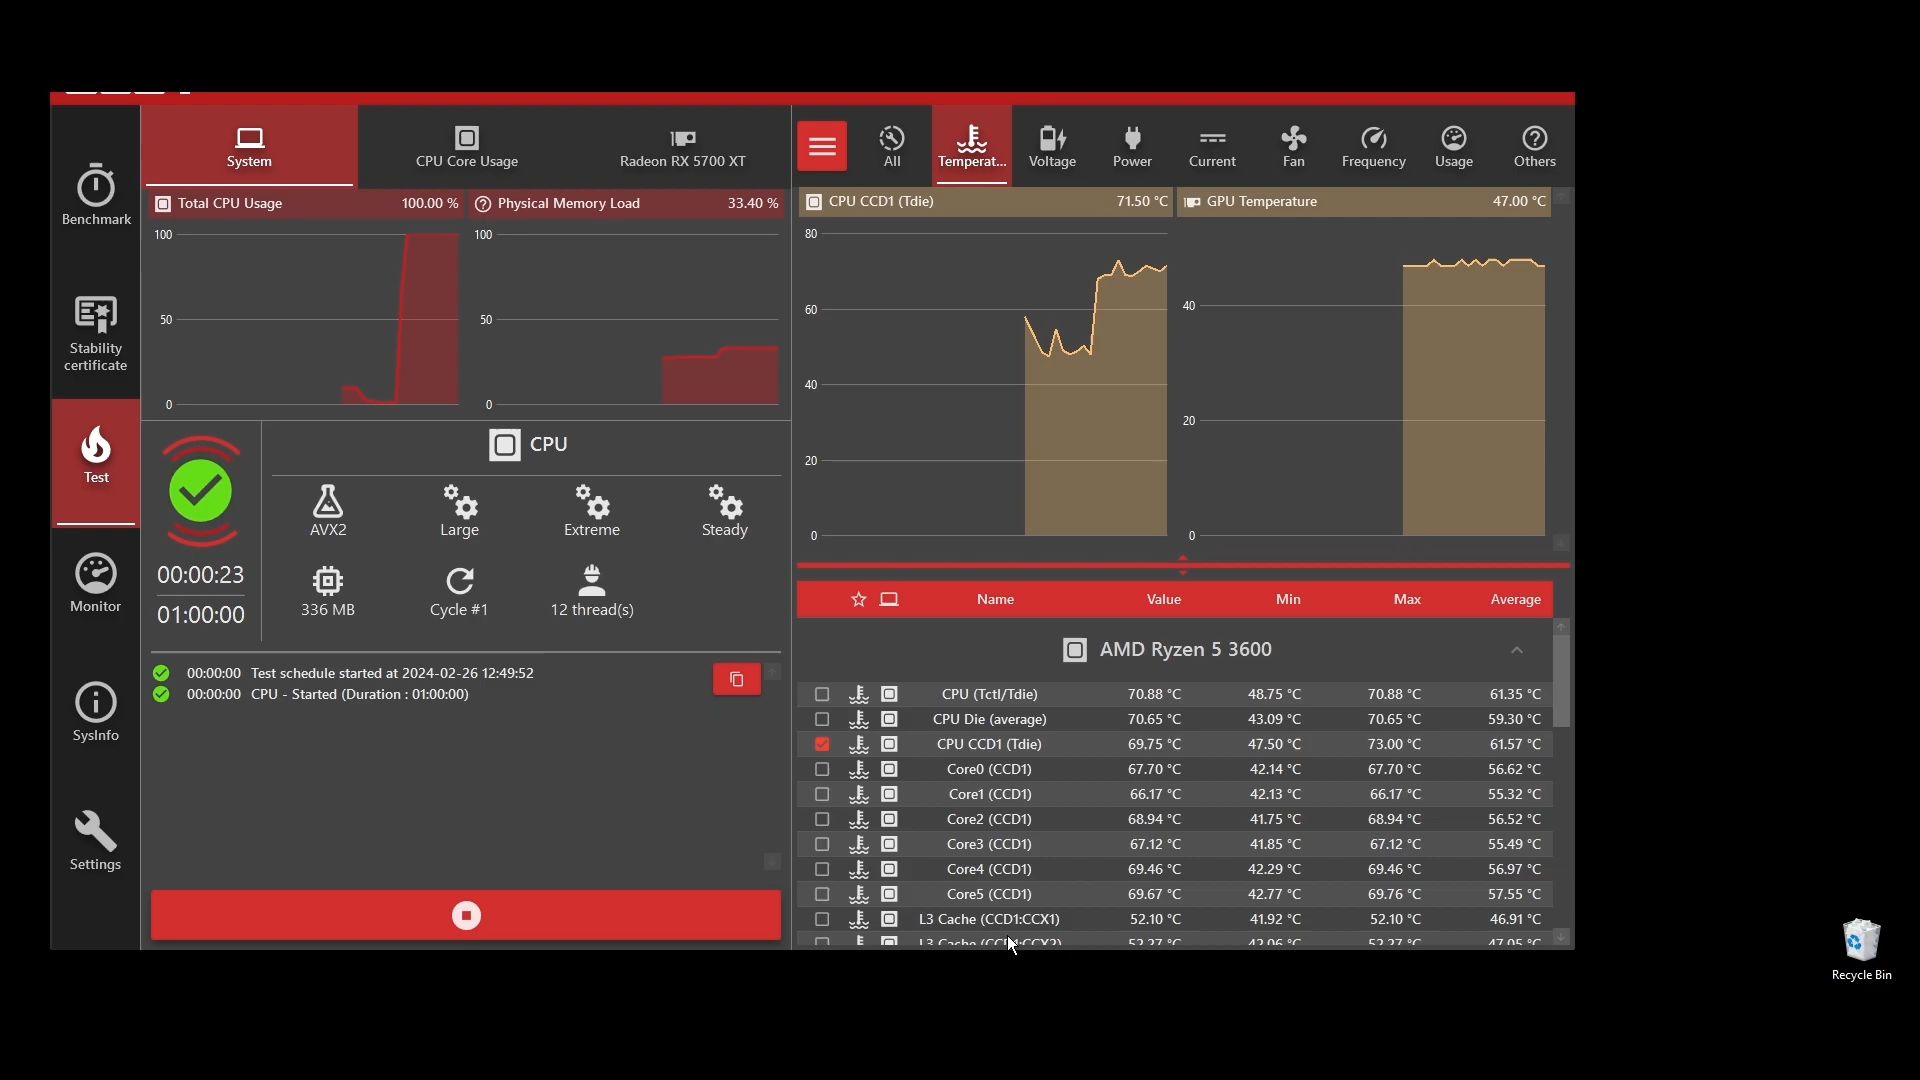 System
CPU Core Usage
Radeon RX 5700 XT
All
Temperat...
Voltage
Power
Current
Fan
Frequency
Usage
Others
Benchmark
Stability
certificate
Test
Monitor
SysInfo
Settings
Total CPU Usage 100.00 %
100
50
0
Physical Memory Load 33.40 %
100
50
0
CPU CCD1 (Tdie) 71.50 °C
80
60
40
20
0
GPU Temperature 47.00 °C
40
20
0
CPU
AVX2 Large Extreme Steady
336 MB Cycle #1 12 thread(s)
00:00:23
01:00:00
00:00:00 Test schedule started at 2024-02-26 12:49:52
00:00:00 CPU - Started (Duration : 01:00:00)
Name Value Min Max Average
AMD Ryzen 5 3600
CPU (Tctl/Tdie) 70.88 °C 48.75 °C 70.88 °C 61.35 °C
CPU Die (average) 70.65 °C 43.09 °C 70.65 °C 59.30 °C
CPU CCD1 (Tdie) 69.75 °C 47.50 °C 73.00 °C 61.57 °C
Core0 (CCD1) 67.70 °C 42.14 °C 67.70 °C 56.62 °C
Core1 (CCD1) 66.17 °C 42.13 °C 66.17 °C 55.32 °C
Core2 (CCD1) 68.94 °C 41.75 °C 68.94 °C 56.52 °C
Core3 (CCD1) 67.12 °C 41.85 °C 67.12 °C 55.49 °C
Core4 (CCD1) 69.46 °C 42.29 °C 69.46 °C 56.97 °C
Core5 (CCD1) 69.67 °C 42.77 °C 69.76 °C 57.55 °C
L3 Cache (CCD1:CCX1) 52.10 °C 41.92 °C 52.10 °C 46.91 °C
L3 Cache 52.27 °C 42.06 °C 52.27 °C 47.05 °C
Recycle Bin